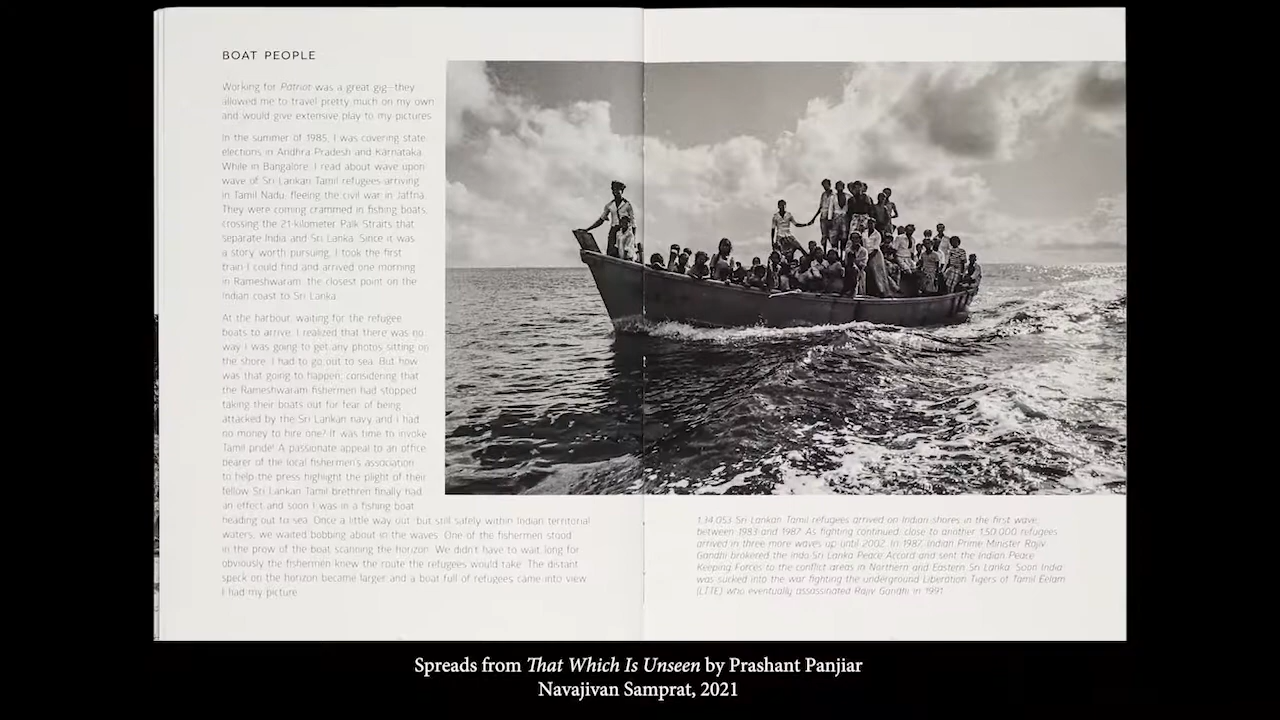 BOAT PEOPLE
Working for Patriot was a great gig—they
allowed me to travel pretty much on my own
and would give extensive play to my pictures.
In the summer of 1985, I was covering state
elections in Andhra Pradesh and Karnataka.
While in Bangalore, I read about wave upon
wave of Sri Lankan Tamil refugees arriving
in Tamil Nadu, fleeing the civil war in Jaffna.
They were coming crammed in fishing boats,
crossing the 21-kilometer Palk Straits that
separate India and Sri Lanka. Since it was
a story worth pursuing, I took the first
train I could find and arrived one morning
in Rameshwaram, the closest point on the
Indian coast to Sri Lanka.
At the harbour, waiting for the refugee
boats to arrive, I realized that there was no
way I was going to get any photos sitting on
the shore. I had to go out to sea. But how
was that going to happen, considering that
the Rameshwaram fishermen had stopped
taking their boats out for fear of being
attacked by the Sri Lankan navy and I had
no money to hire one? It was time to invoke
Tamil pride! A passionate appeal to an office
bearer of the local fishermen's association
to help the press highlight the plight of their
fellow Sri Lankan Tamil brethren finally had
an effect and soon I was in a fishing boat
heading out to sea. Once a little way out, but still safely within Indian territorial
waters, we waited bobbing about in the waves. One of the fishermen stood
in the prow of the boat scanning the horizon. We didn't have to wait long for
obviously the fishermen knew the route the refugees would take. The distant
speck on the horizon became larger and a boat full of refugees came into view.
I had my picture.
1,34,053 Sri Lankan Tamil refugees arrived on Indian shores in the first wave,
between 1983 and 1987. As fighting continued, close to another 1,50,000 refugees
arrived in three more waves up until 2002. In 1987, Indian Prime Minister Rajiv
Gandhi brokered the Indo Sri Lanka Peace Accord and sent the Indian Peace
Keeping Forces to the conflict areas in Northern and Eastern Sri Lanka. Soon India
was sucked into the war fighting the underground Liberation Tigers of Tamil Eelam
(LTTE) who eventually assassinated Rajiv Gandhi in 1991.
Spreads from That Which Is Unseen by Prashant Panjiar
Navajivan Samprat, 2021